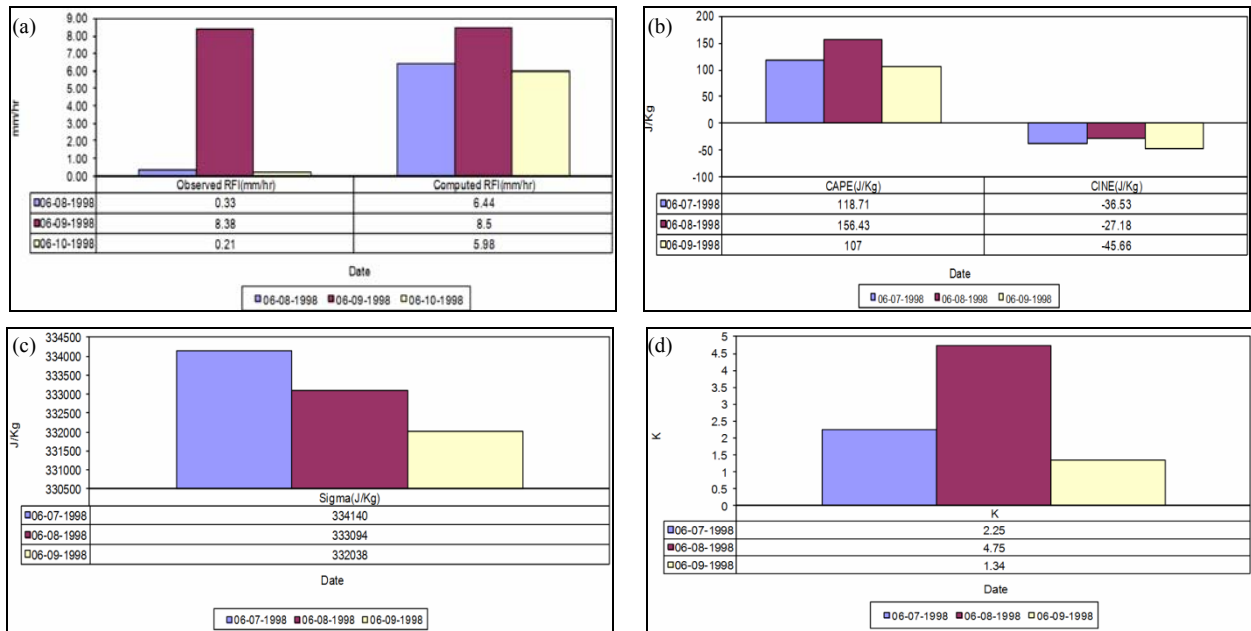 (a)
9.00
8.00
7.00
6.00
5.00
4.00
3.00
2.00
1.00
0.00
mm/hr
Observed RFI(mm/hr) Computed RFI(mm/hr)
06-08-1998 0.33 6.44
06-09-1998 8.38 8.5
06-10-1998 0.21 5.98
Date
06-08-1998 06-09-1998 06-10-1998
(b)
200
150
100
50
0
-50
-100
J/Kg
CAPE(J/Kg) CINE(J/Kg)
06-07-1998 118.71 -36.53
06-08-1998 156.43 -27.18
06-09-1998 107 -45.66
Date
06-07-1998 06-08-1998 06-09-1998
(c)
334500
334000
333500
333000
332500
332000
331500
331000
330500
J/Kg
Sigma(J/Kg)
06-07-1998 334140
06-08-1998 333094
06-09-1998 332038
Date
06-07-1998 06-08-1998 06-09-1998
(d)
5
4.5
4
3.5
3
2.5
2
1.5
1
0.5
0
K
K
06-07-1998 2.25
06-08-1998 4.75
06-09-1998 1.34
Date
06-07-1998 06-08-1998 06-09-1998